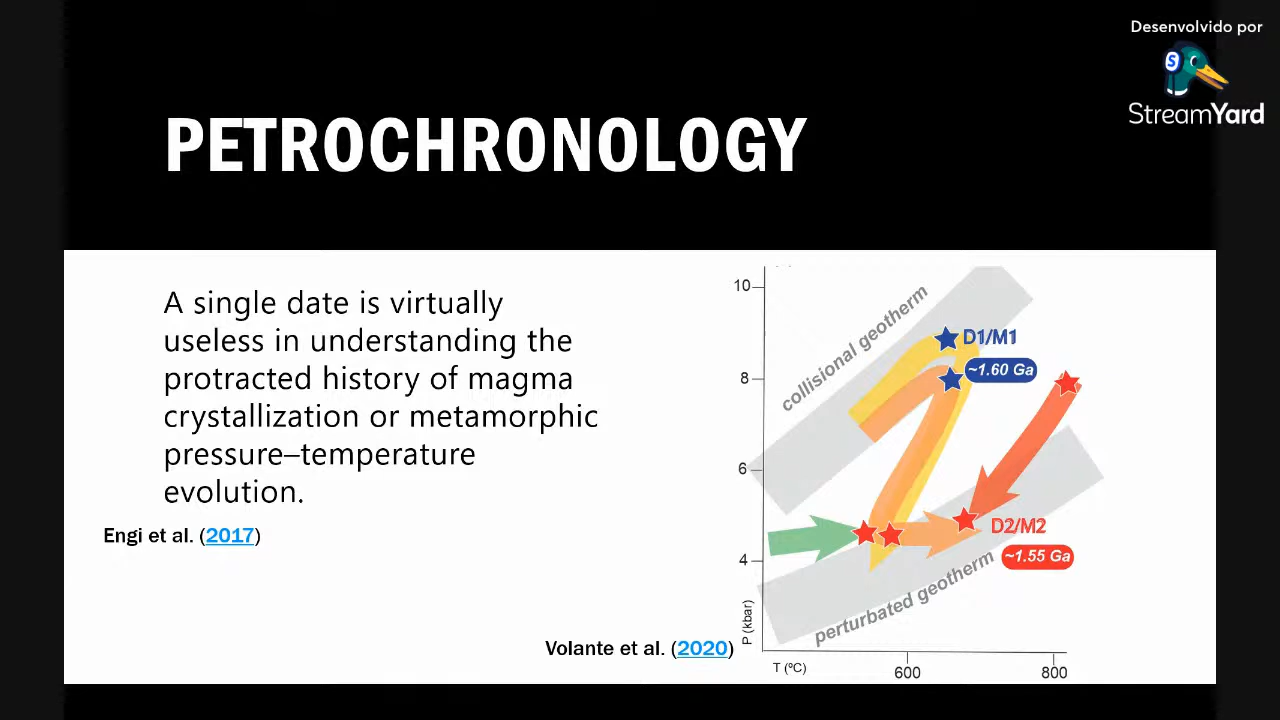 Desenvolvido por
StreamYard
PETROCHRONOLOGY
A single date is virtually
useless in understanding the
protracted history of magma
crystallization or metamorphic
pressure–temperature
evolution.
Engi et al. (2017)
Volante et al. (2020)
10
8
6
4
P (kbar)
T (ºC)
600
800
collisional geotherm
D1/M1
~1.60 Ga
D2/M2
~1.55 Ga
perturbated geotherm